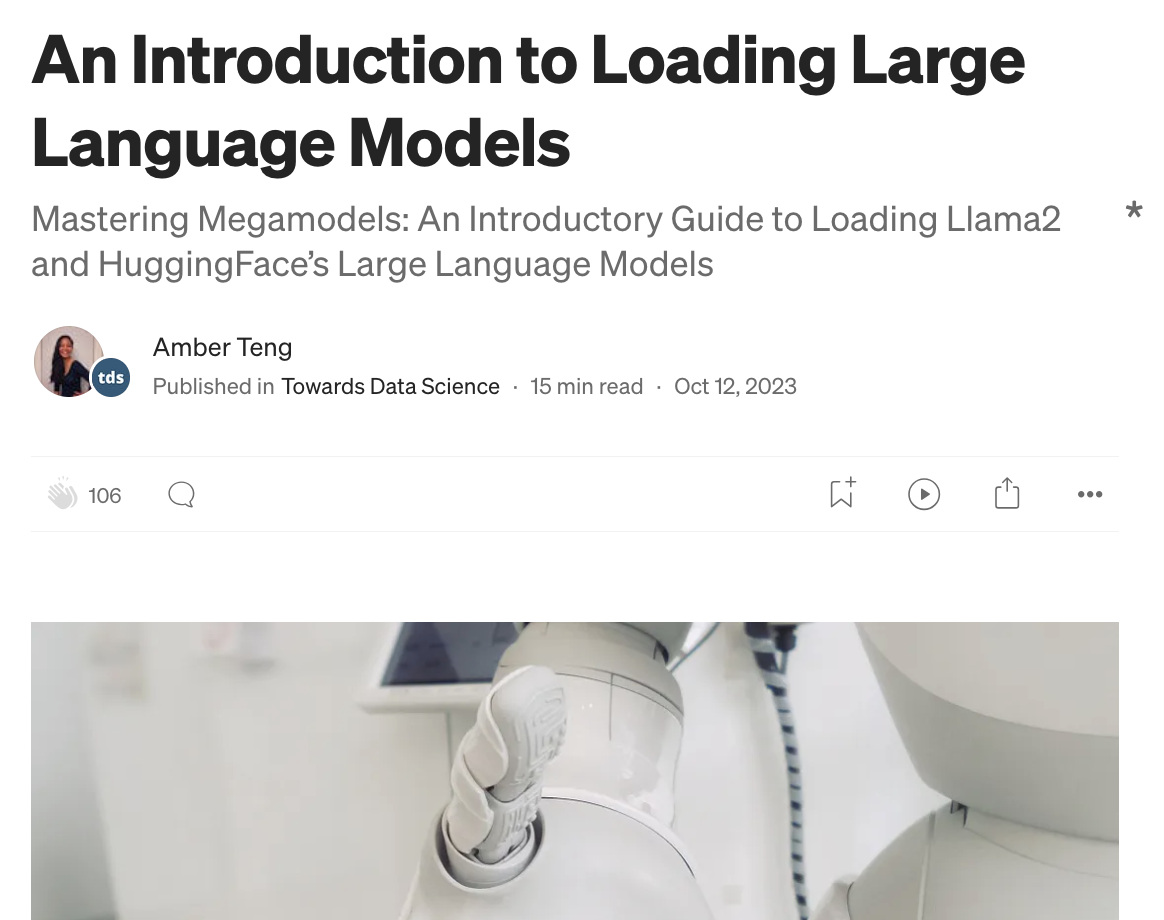 An Introduction to Loading Large
Language Models
Mastering Megamodels: An Introductory Guide to Loading Llama2
and HuggingFace’s Large Language Models
*
Amber Teng
tds
Published in Towards Data Science · 15 min read · Oct 12, 2023
106